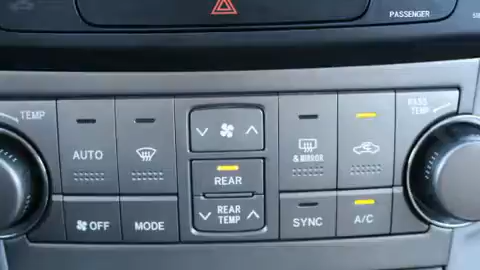 PASSENGER
TEMP
PASS
TEMP
AUTO
& MIRROR
REAR
OFF
MODE
REAR
TEMP
SYNC
A/C